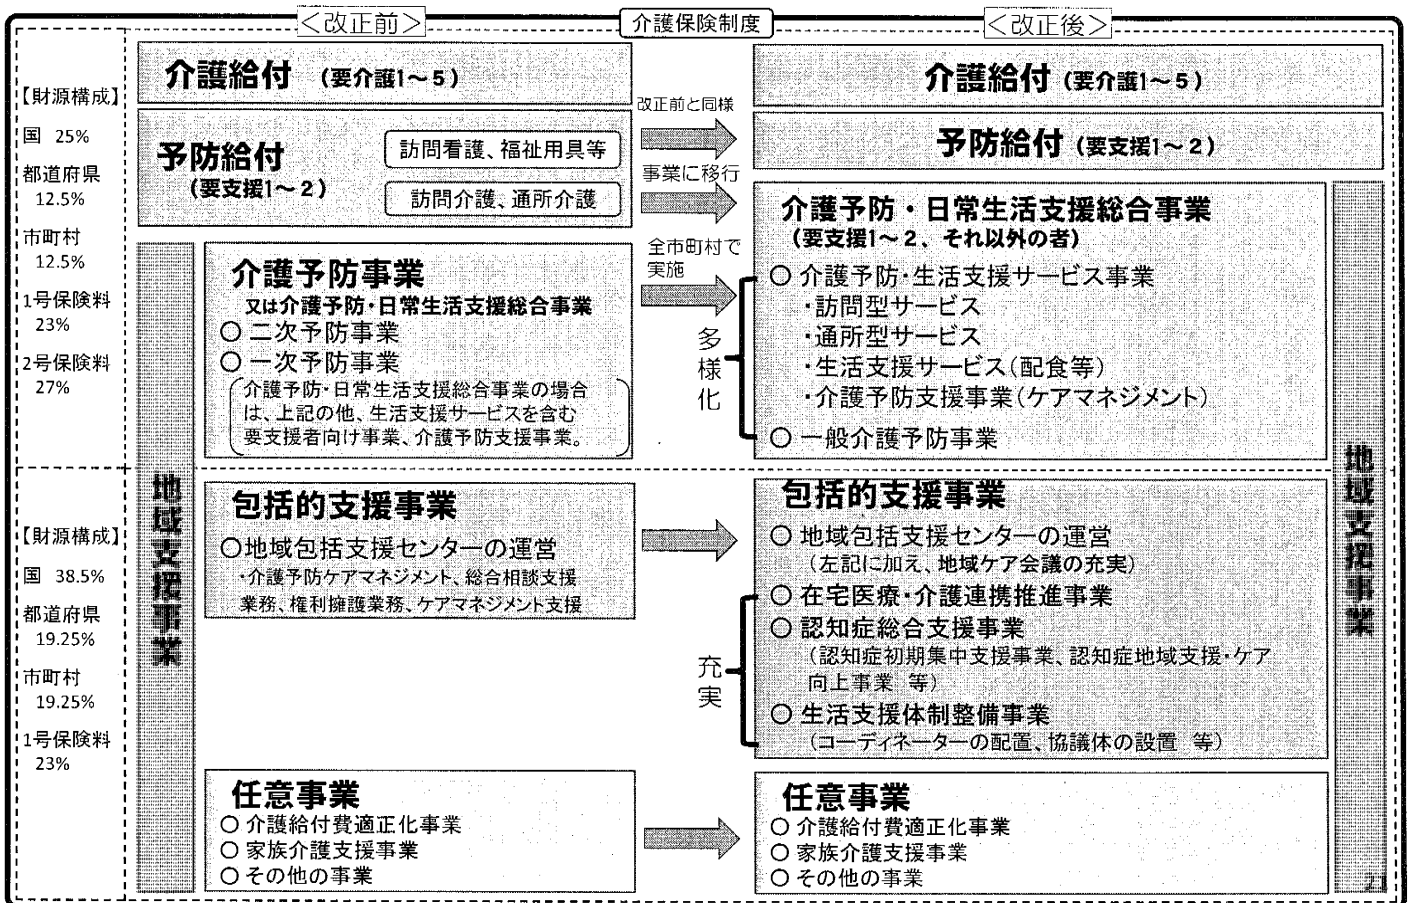 ＜改正前＞
介護保険制度
＜改正後＞
【財源構成】
国 25%
都道府県
12.5%
市町村
12.5%
1号保険料
23%
2号保険料
27%
【財源構成】
国 38.5%
都道府県
19.25%
市町村
19.25%
1号保険料
23%
介護給付 （要介護1～5）
予防給付
（要支援1～2）
訪問看護、福祉用具等
訪問介護、通所介護
地域支援事業
介護予防事業
又は介護予防・日常生活支援総合事業
○ 二次予防事業
○ 一次予防事業
介護予防・日常生活支援総合事業の場合
は、上記の他、生活支援サービスを含む
要支援者向け事業、介護予防支援事業。
包括的支援事業
○地域包括支援センターの運営
・介護予防ケアマネジメント、総合相談支援
業務、権利擁護業務、ケアマネジメント支援
任意事業
○ 介護給付費適正化事業
○ 家族介護支援事業
○ その他の事業
改正前と同様
事業に移行
全市町村で
実施
多様化
充実
介護給付 （要介護1～5）
予防給付 （要支援1～2）
介護予防・日常生活支援総合事業
（要支援1～2、それ以外の者）
○ 介護予防・生活支援サービス事業
・訪問型サービス
・通所型サービス
・生活支援サービス（配食等）
・介護予防支援事業（ケアマネジメント）
○ 一般介護予防事業
包括的支援事業
○ 地域包括支援センターの運営
（左記に加え、地域ケア会議の充実）
○ 在宅医療・介護連携推進事業
○ 認知症総合支援事業
（認知症初期集中支援事業、認知症地域支援・ケア
向上事業 等）
○ 生活支援体制整備事業
（コーディネーターの配置、協議体の設置 等）
任意事業
○ 介護給付費適正化事業
○ 家族介護支援事業
○ その他の事業
地域支援事業
21